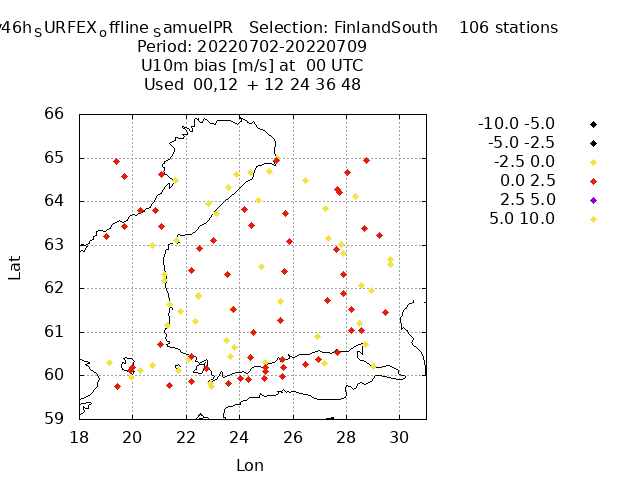 v46h_SURFEX_offline_samuelPR Selection: FinlandSouth 106 stations
Period: 20220702-20220709
U10m bias [m/s] at 00 UTC
Used 00,12 + 12 24 36 48
66
65
64
63
62
61
60
59
18 20 22 24 26 28 30
Lat
Lon
-10.0 -5.0
-5.0 -2.5
-2.5 0.0
0.0 2.5
2.5 5.0
5.0 10.0